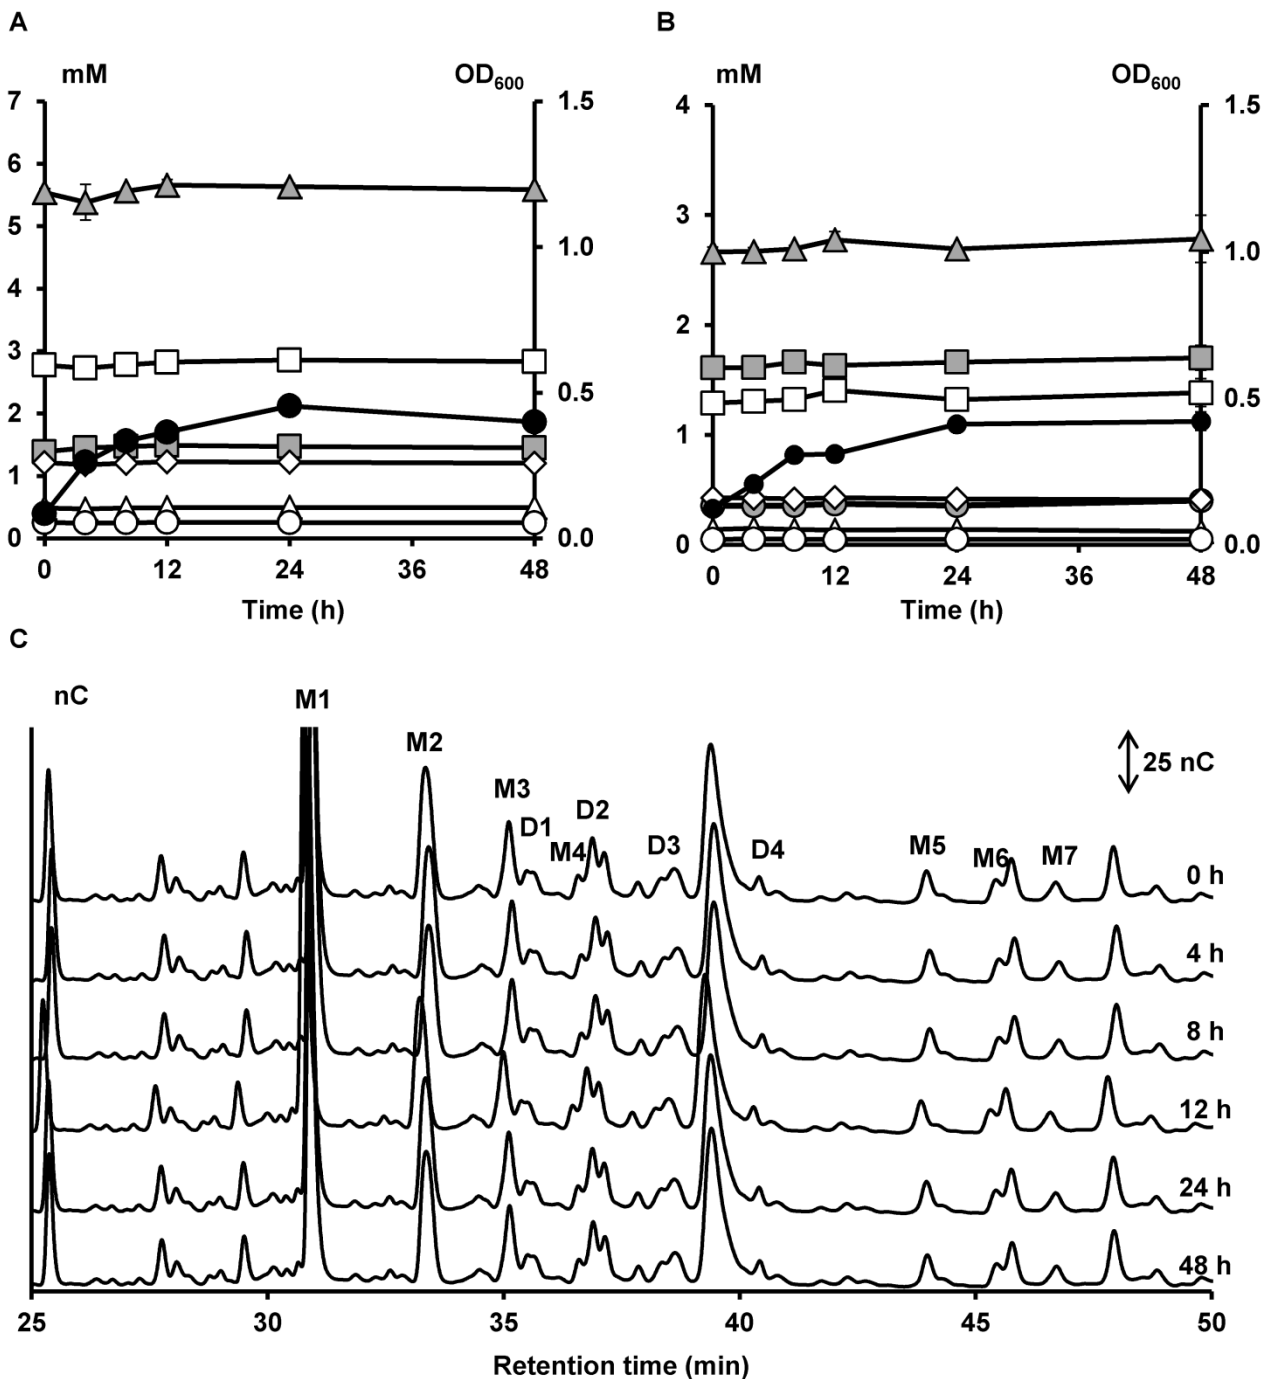 A
B
mM
OD600
mM
OD600
7
6
5
4
3
2
1
0
1.5
1.0
0.5
0.0
4
3
2
1
0
1.5
1.0
0.5
0.0
0
12
24
36
48
0
12
24
36
48
Time (h)
Time (h)
C
nC
M1
M2
M3
D1
M4
D2
D3
D4
M5
M6
M7
25 nC
0 h
4 h
8 h
12 h
24 h
48 h
25
30
35
40
45
50
Retention time (min)